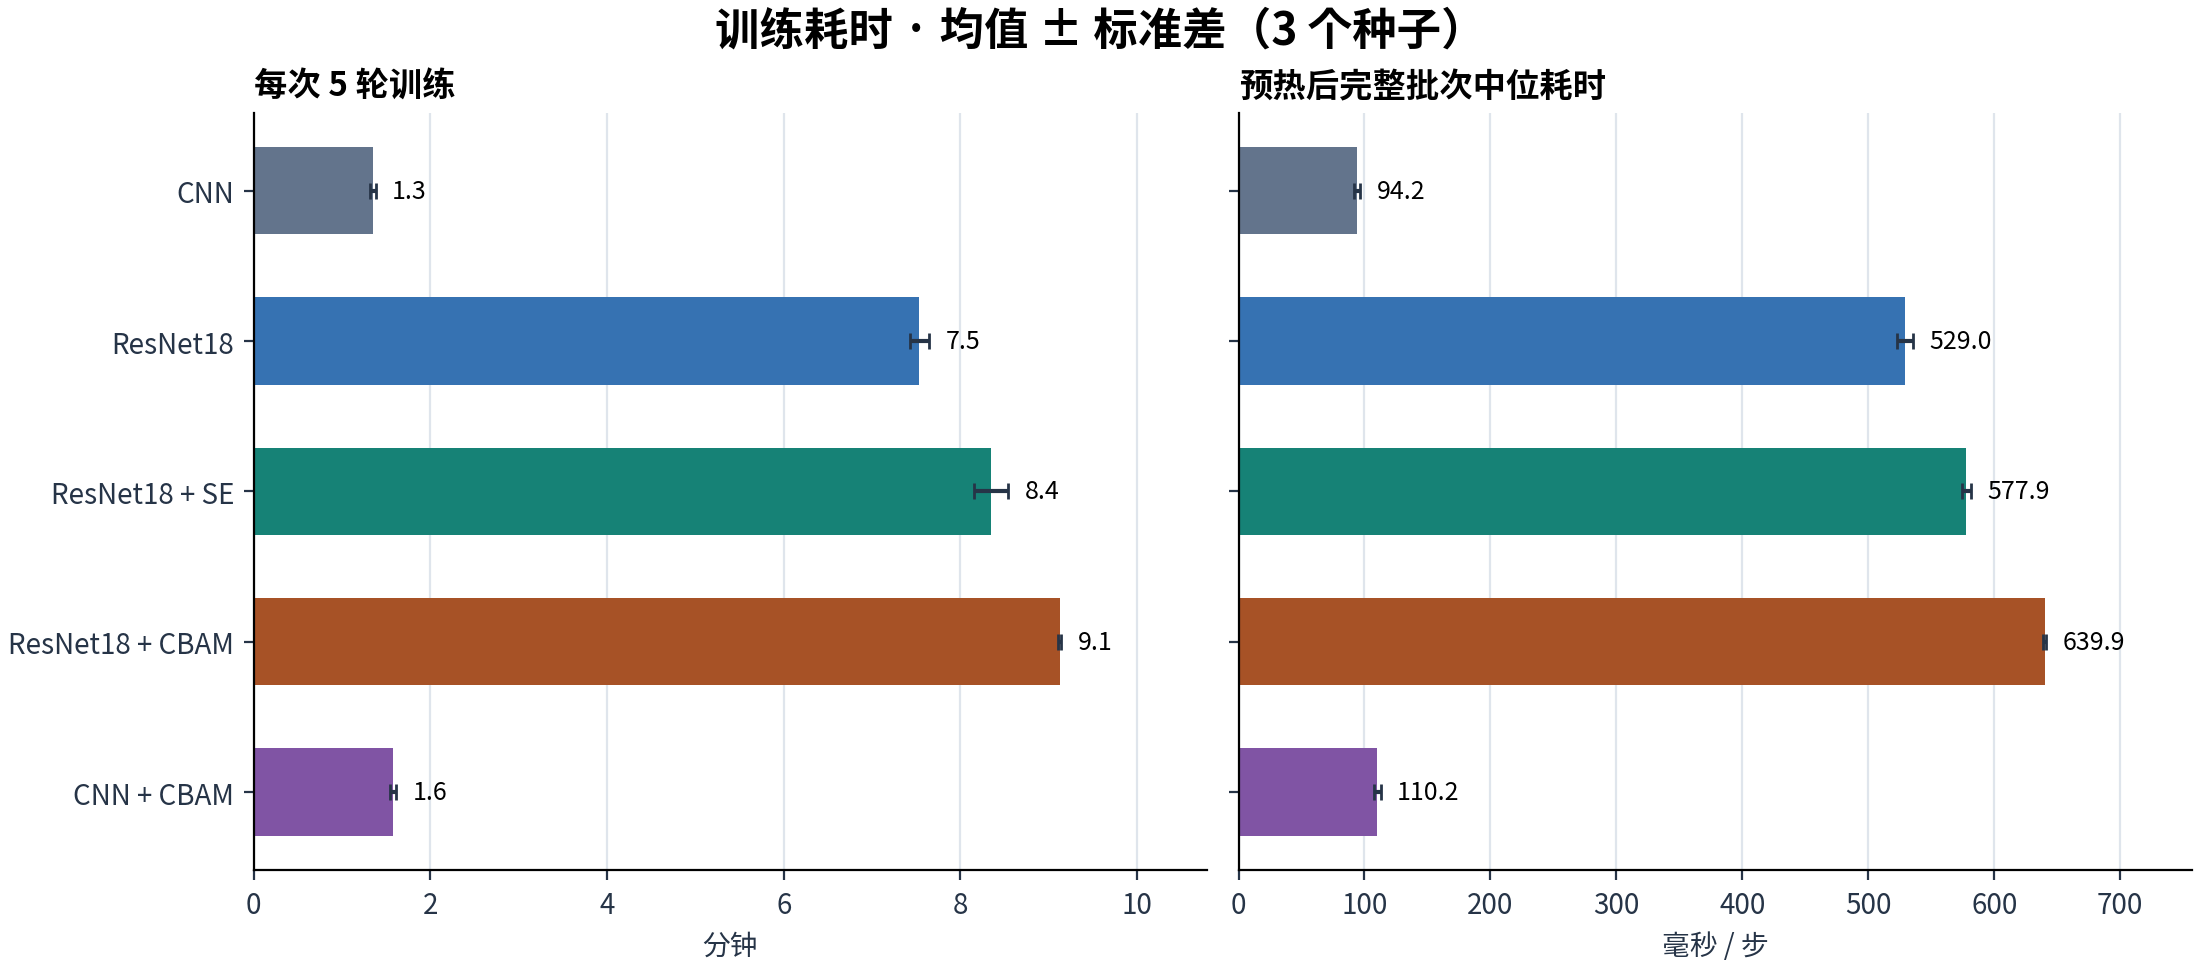 训练耗时 · 均值 ± 标准差（3 个种子）
每次 5 轮训练
CNN
1.3
ResNet18
7.5
ResNet18 + SE
8.4
ResNet18 + CBAM
9.1
CNN + CBAM
1.6
0 2 4 6 8 10
分钟
预热后完整批次中位耗时
94.2
529.0
577.9
639.9
110.2
0 100 200 300 400 500 600 700
毫秒 / 步